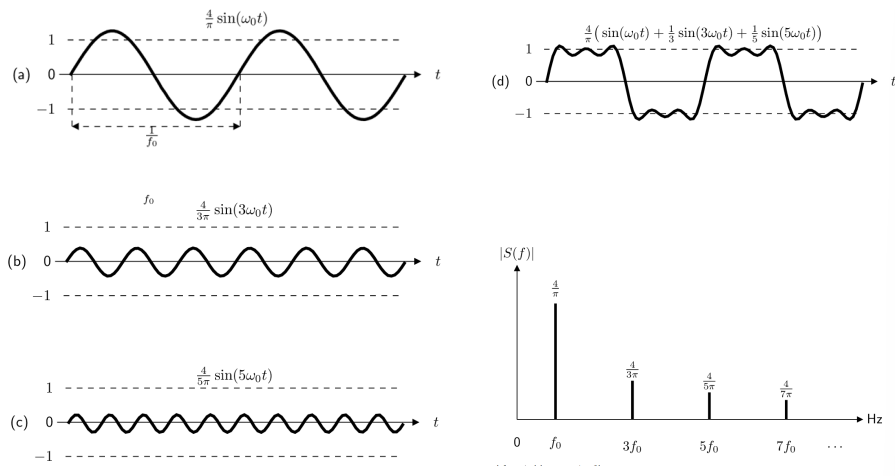 4/π sin(ω₀t)
1
(a) 0 t
−1
1/f₀
f₀
4/3π sin(3ω₀t)
1
(b) 0 t
−1
4/5π sin(5ω₀t)
1
(c) 0 t
−1
4/π ( sin(ω₀t) + 1/3 sin(3ω₀t) + 1/5 sin(5ω₀t))
1
(d) 0 t
−1
|S(f)|
4/π
4/3π
4/5π
4/7π
Hz
0 f₀ 3f₀ 5f₀ 7f₀ ...